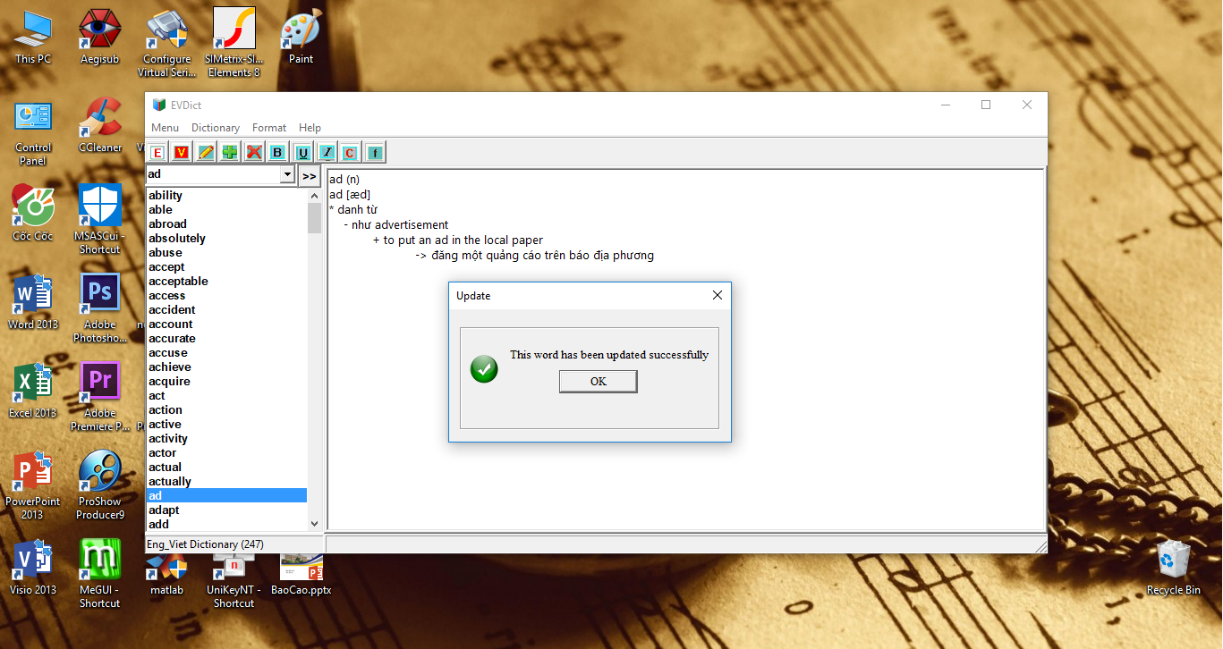 This PC
Aegisub
Configure
Virtual Seri...
SIMetrix-SI...
Elements 8
Paint
Control
Panel
CCleaner
Cốc Cốc
MSASCui -
Shortcut
Word 2013
Adobe
Photosho...
Excel 2013
Adobe
Premiere P...
PowerPoint
2013
ProShow
Producer9
Visio 2013
MeGUI -
Shortcut
matlab
UniKeyNT -
Shortcut
BaoCao.pptx
Recycle Bin
EVDict
Menu Dictionary Format Help
E V B U I C f
ad >>
ability
able
abroad
absolutely
abuse
accept
acceptable
access
accident
account
accurate
accuse
achieve
acquire
act
action
active
activity
actor
actual
actually
ad
adapt
add
Eng_Viet Dictionary (247)
ad (n)
ad [æd]
* danh từ
- như advertisement
+ to put an ad in the local paper
-> đăng một quảng cáo trên báo địa phương
Update
This word has been updated successfully
OK